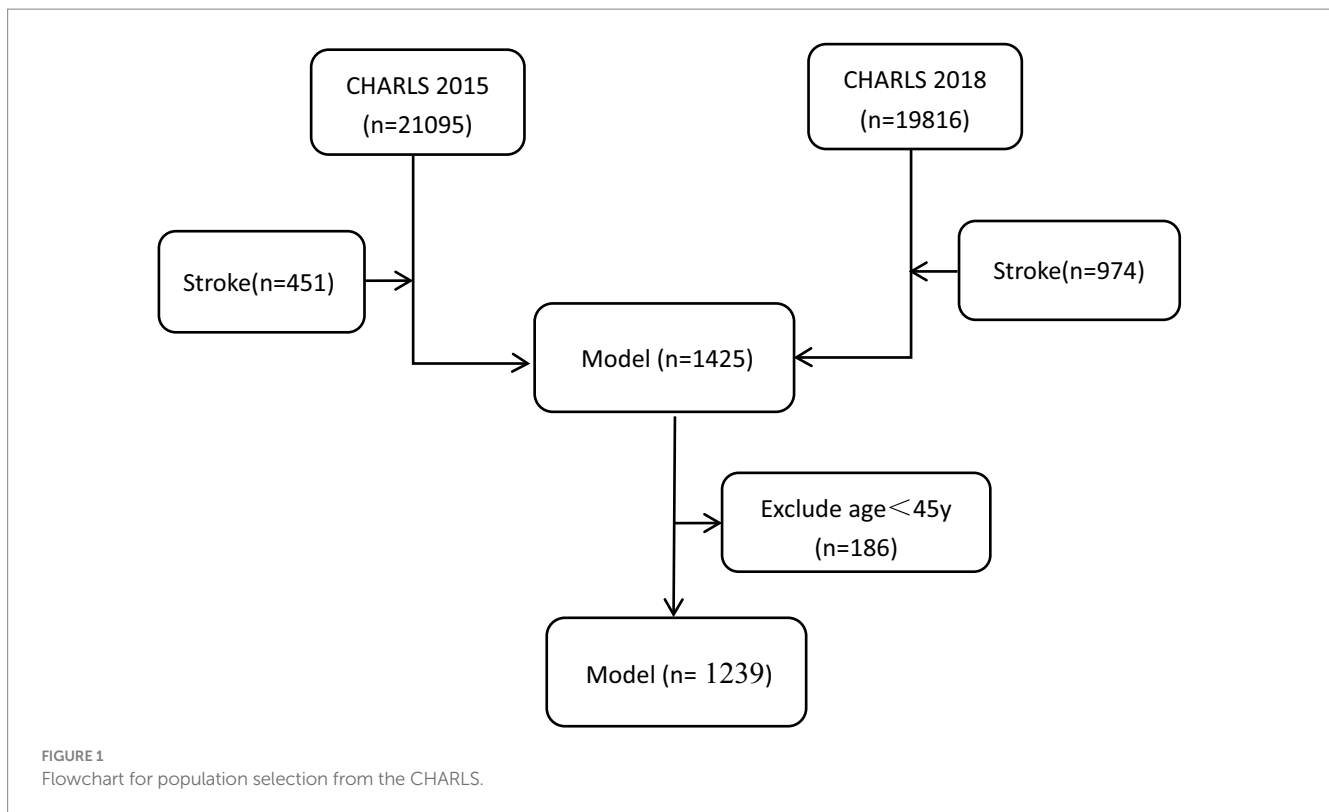 CHARLS 2015
(n=21095)
CHARLS 2018
(n=19816)
Stroke(n=451)
Stroke(n=974)
Model (n=1425)
Exclude age<45y
(n=186)
Model (n= 1239)
FIGURE 1
Flowchart for population selection from the CHARLS.